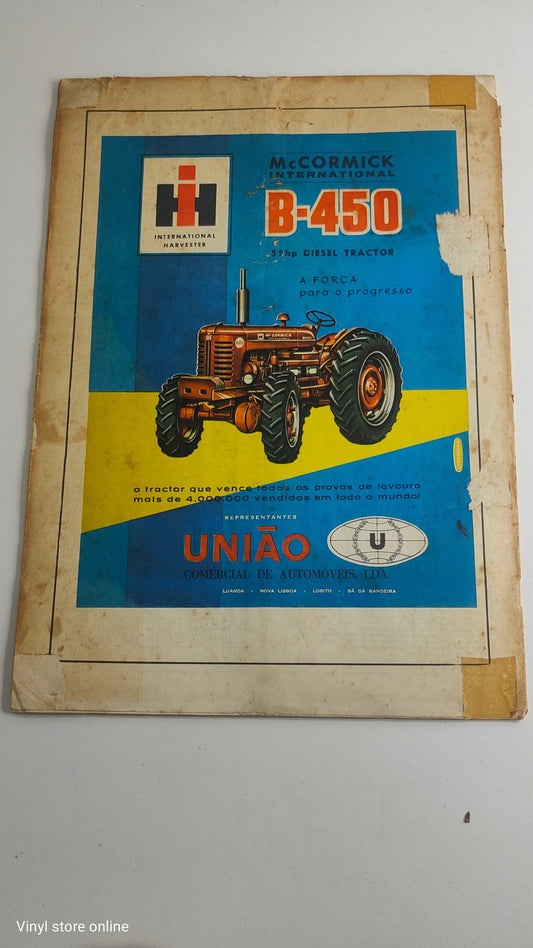 McCORMICK
INTERNATIONAL
B-450
55hp DIESEL TRACTOR
IH
INTERNATIONAL
HARVESTER
A FORÇA
para o progresso
McCORMICK
o tractor que vence todas as provas de lavoura
mais de 4,000,000 vendidos em todo o mundo!
REPRESENTANTES
UNIÃO
U
COMERCIAL DE AUTOMÓVEIS, LDA.
LUANDA - NOVA LISBOA - LOBITO - SÁ DA BANDEIRA
Vinyl store online